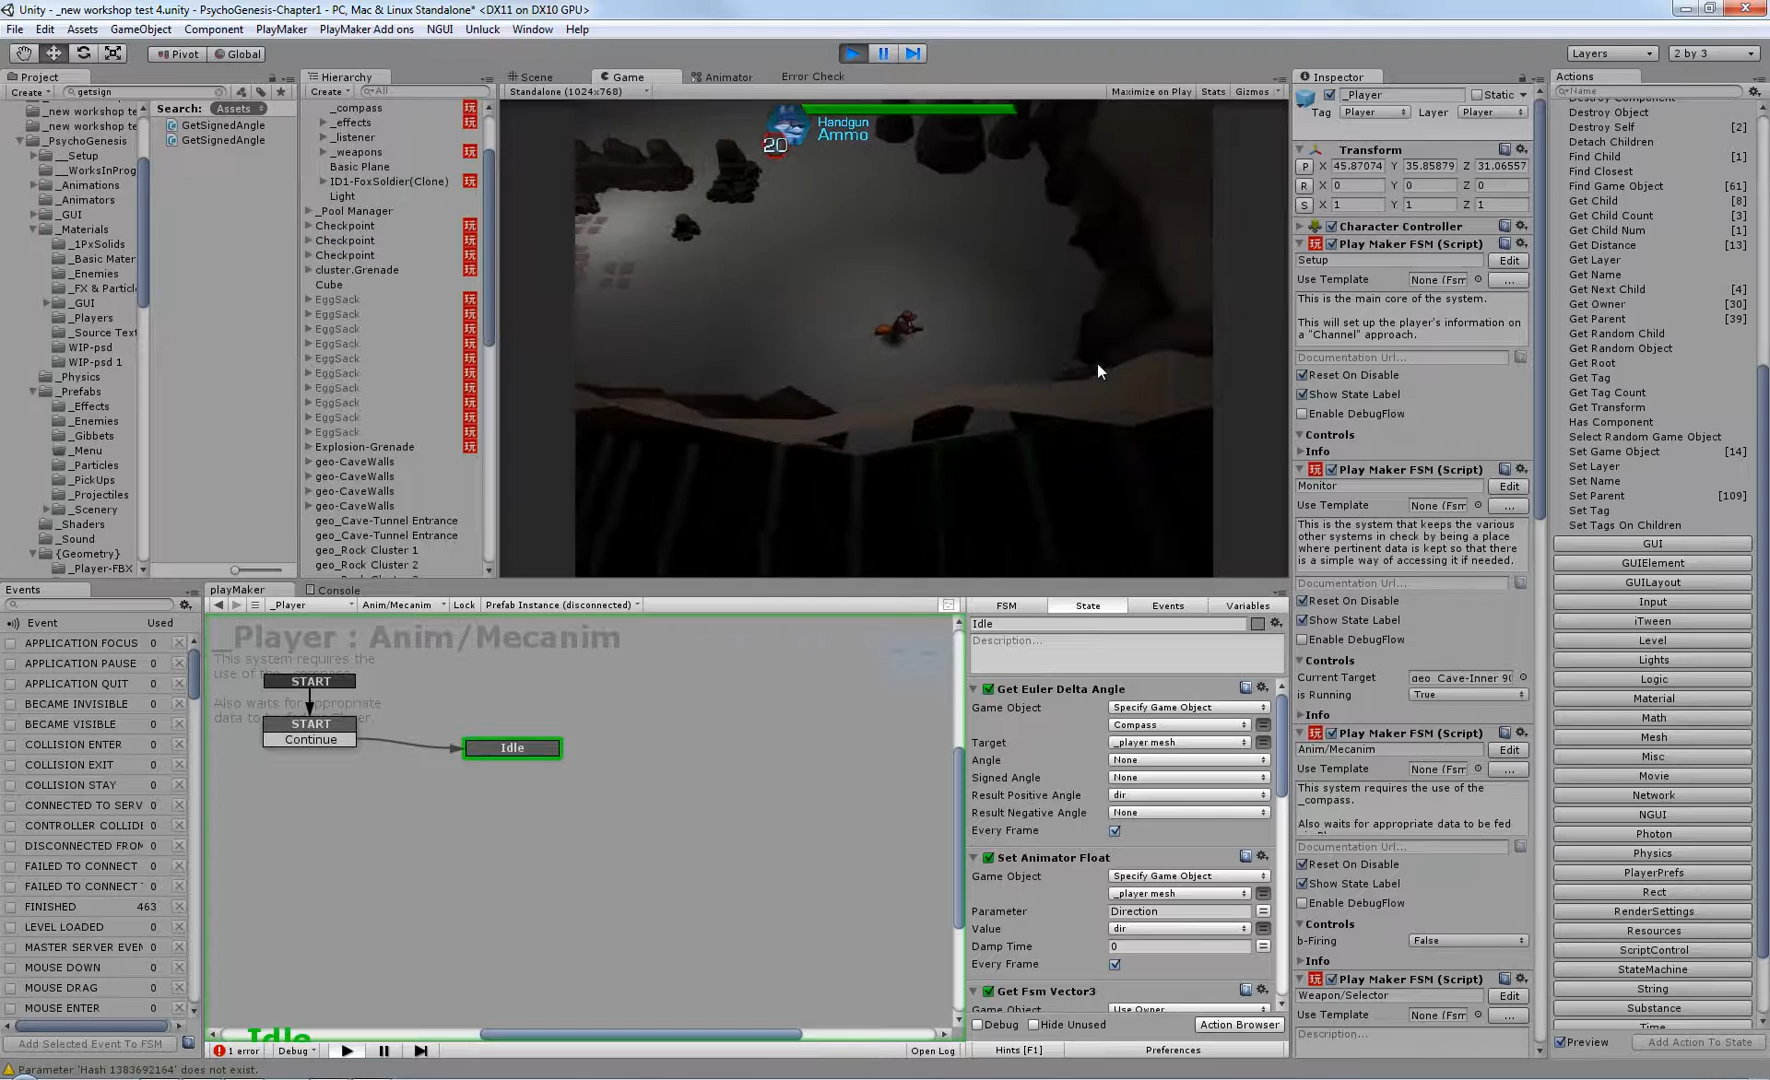 Unity - _new workshop test 4.unity - PsychoGenesis-Chapter1 - PC, Mac & Linux Standalone* <DX11 on DX10 GPU>
File Edit Assets GameObject Component PlayMaker PlayMaker Add ons NGUI Unluck Window Help
Pivot Global Layers 2 by 3
Project
Create getsign
_new workshop te
_new workshop te
_PsychoGenesis
__Setup
__WorksInProg
_Animations
_Animators
_GUI
_Materials
_1PxSolids
_Basic Mater
_Enemies
_FX & Particle
_GUI
_Players
_Source Text
WIP-psd
WIP-psd 1
_Physics
_Prefabs
_Effects
_Enemies
_Gibbets
_Menu
_Particles
_PickUps
_Projectiles
_Scenery
_Shaders
_Sound
{Geometry}
_Player-FBX
Search: Assets
GetSignedAngle
GetSignedAngle
Hierarchy
Create All
_compass
_effects
_listener
_weapons
Basic Plane
ID1-FoxSoldier(Clone)
Light
_Pool Manager
Checkpoint
Checkpoint
Checkpoint
cluster.Grenade
Cube
EggSack
EggSack
EggSack
EggSack
EggSack
EggSack
EggSack
EggSack
EggSack
EggSack
Explosion-Grenade
geo-CaveWalls
geo-CaveWalls
geo-CaveWalls
geo-CaveWalls
geo_Cave-Tunnel Entrance
geo_Cave-Tunnel Entrance
geo_Rock Cluster 1
geo_Rock Cluster 2
Scene Game Animator Error Check
Standalone (1024x768) Maximize on Play Stats Gizmos
Handgun
Ammo
20
Inspector
_Player Static
Tag Player Layer Player
Transform
P X 45.87074 Y 35.85879 Z 31.06557
R X 0 Y 0 Z 0
S X 1 Y 1 Z 1
Character Controller
Play Maker FSM (Script)
Setup Edit
Use Template None (Fsm ...
This is the main core of the system.
This will set up the player's information on
a "Channel" approach.
Documentation Url...
Reset On Disable
Show State Label
Enable DebugFlow
Controls
Info
Play Maker FSM (Script)
Monitor Edit
Use Template None (Fsm ...
This is the system that keeps the various
other systems in check by being a place
where pertinent data is kept so that there
is a simple way of accessing it if needed.
Documentation Url...
Reset On Disable
Show State Label
Enable DebugFlow
Controls
Current Target geo_Cave-Inner 90
is Running True
Info
Play Maker FSM (Script)
Anim/Mecanim Edit
Use Template None (Fsm ...
This system requires the use of the
_compass.
Also waits for appropriate data to be fed
Documentation Url...
Reset On Disable
Show State Label
Enable DebugFlow
Controls
b-Firing False
Info
Play Maker FSM (Script)
Weapon/Selector Edit
Use Template None (Fsm ...
Description...
Actions
Name
Destroy Component
Destroy Object
Destroy Self [2]
Detach Children
Find Child [1]
Find Closest
Find Game Object [61]
Get Child [8]
Get Child Count [3]
Get Child Num [1]
Get Distance [13]
Get Layer
Get Name
Get Next Child [4]
Get Owner [30]
Get Parent [39]
Get Random Child
Get Random Object
Get Root
Get Tag
Get Tag Count
Get Transform
Has Component
Select Random Game Object
Set Game Object [14]
Set Layer
Set Name
Set Parent [109]
Set Tag
Set Tags On Children
GUI
GUIElement
GUILayout
Input
iTween
Level
Lights
Logic
Material
Math
Mesh
Misc
Movie
Network
NGUI
Photon
Physics
PlayerPrefs
Rect
RenderSettings
Resources
ScriptControl
StateMachine
String
Substance
Time
Preview Add Action To State
Events
Event Used
APPLICATION FOCUS 0
APPLICATION PAUSE 0
APPLICATION QUIT 0
BECAME INVISIBLE 0
BECAME VISIBLE 0
COLLISION ENTER 0
COLLISION EXIT 0
COLLISION STAY 0
CONNECTED TO SERV 0
CONTROLLER COLLIDE 0
DISCONNECTED FROM 0
FAILED TO CONNECT 0
FAILED TO CONNECT 0
FINISHED 463
LEVEL LOADED 0
MASTER SERVER EVEN 0
MOUSE DOWN 0
MOUSE DRAG 0
MOUSE ENTER 0
Add Selected Event To FSM
playMaker Console
_Player Anim/Mecanim Lock Prefab Instance (disconnected)
_Player : Anim/Mecanim
This system requires the
Also waits for appropriate
START
START
Continue
Idle
Idle
1 error Debug Open Log
FSM State Events Variables
Idle
Description...
Get Euler Delta Angle
Game Object Specify Game Object
Compass
Target _player mesh
Angle None
Signed Angle None
Result Positive Angle dir
Result Negative Angle None
Every Frame
Set Animator Float
Game Object Specify Game Object
_player mesh
Parameter Direction
Value dir
Damp Time 0
Every Frame
Get Fsm Vector3
Game Object Use Owner
Debug Hide Unused Action Browser
Hints [F1] Preferences
Parameter 'Hash 1383692164' does not exist.